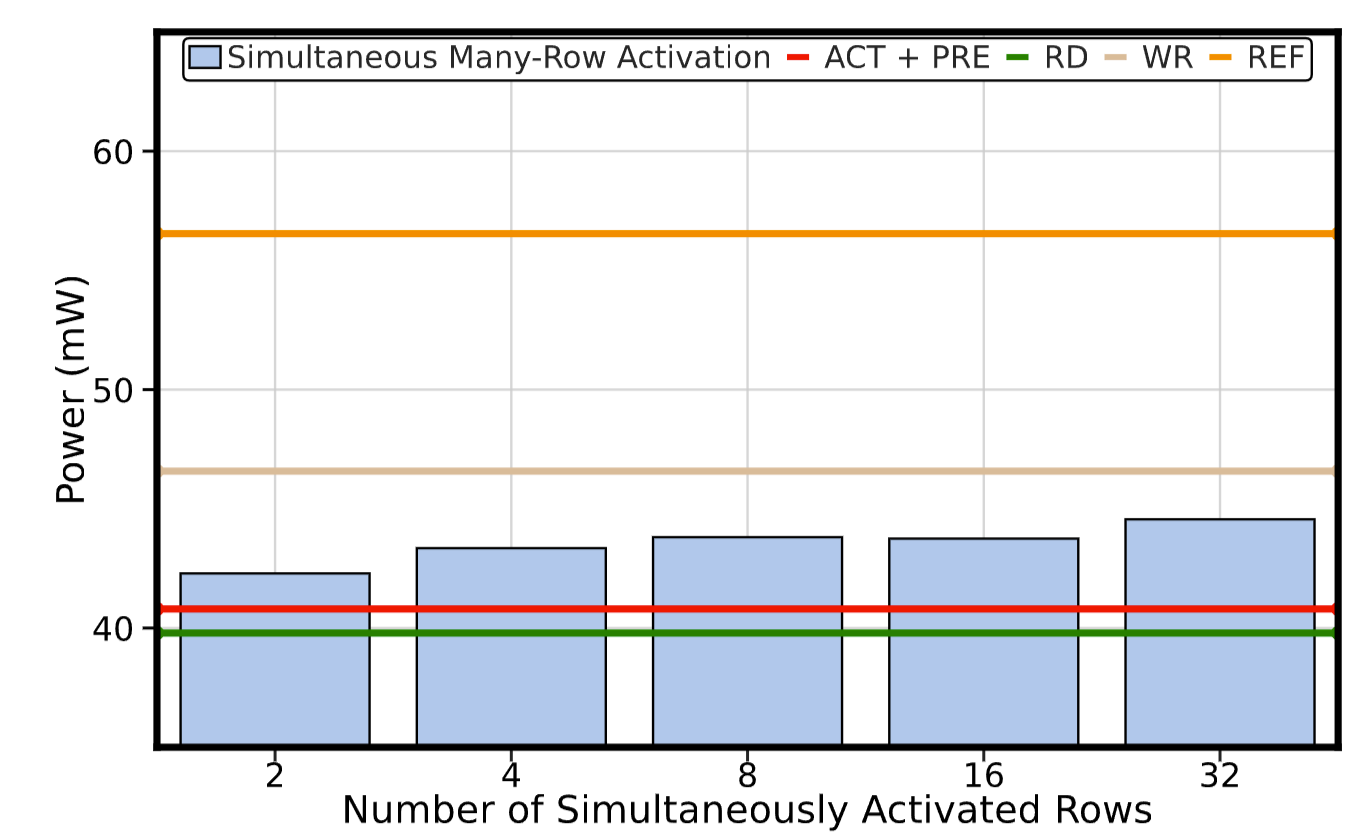 Simultaneous Many-Row Activation ACT + PRE RD WR REF
60
50
40
Power (mW)
2 4 8 16 32
Number of Simultaneously Activated Rows